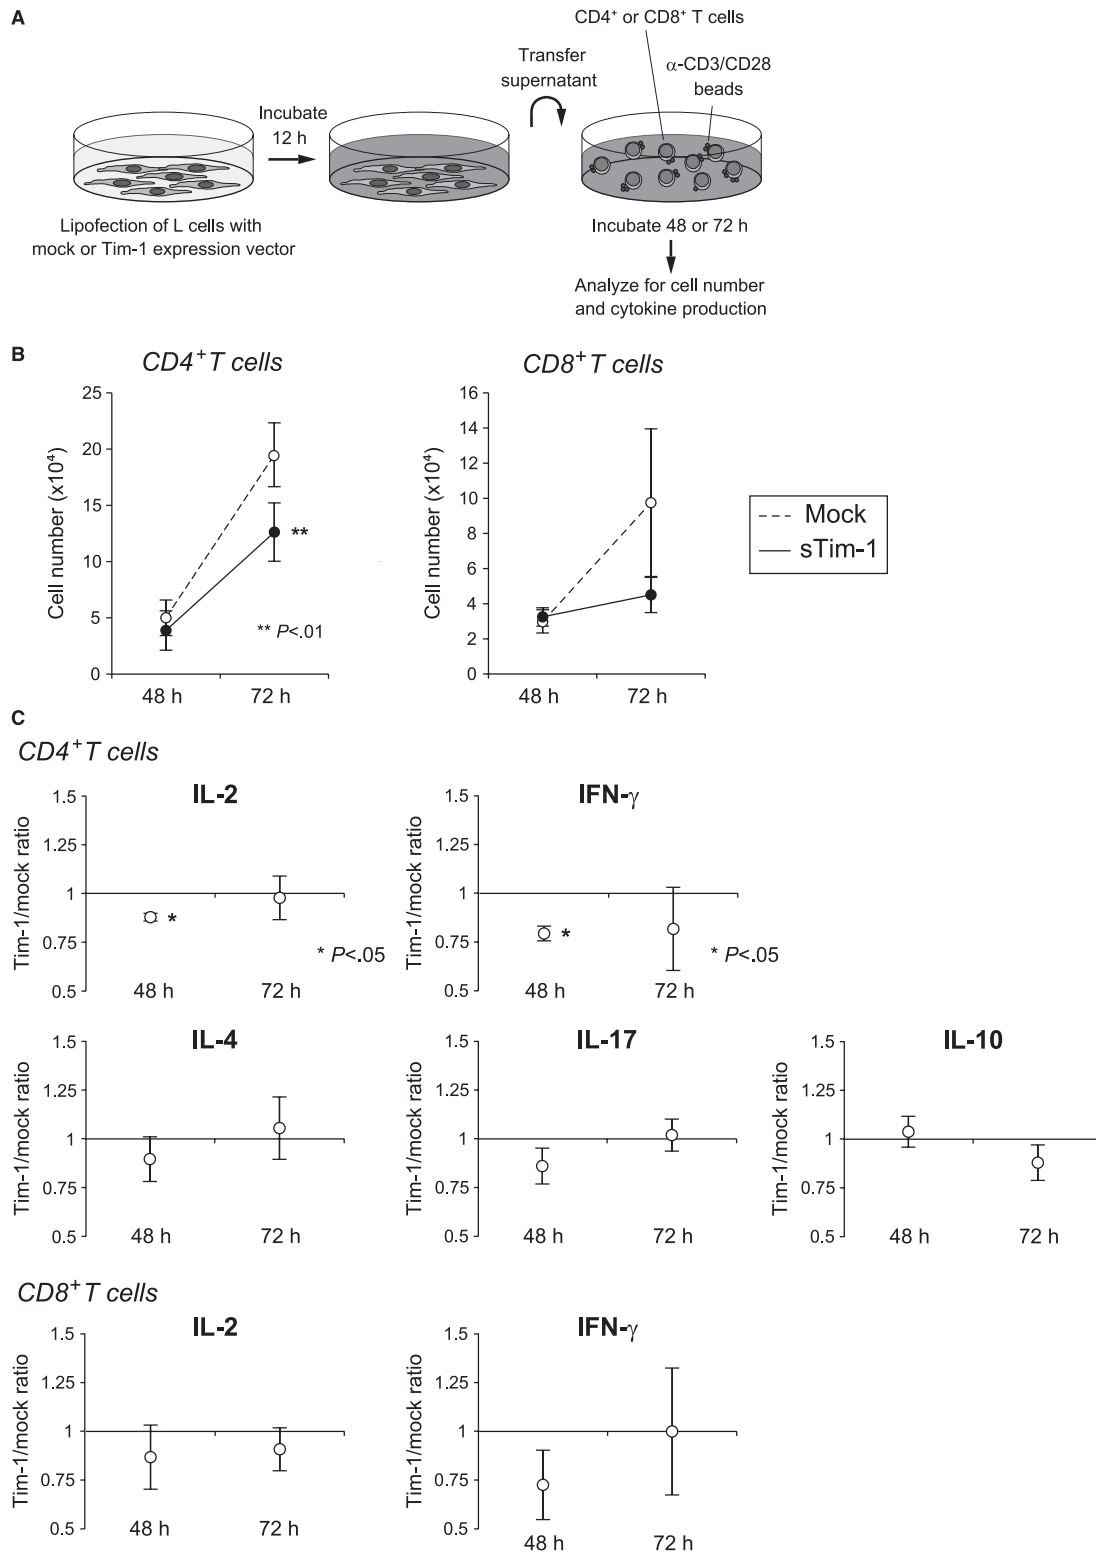 A
CD4⁺ or CD8⁺ T cells
Transfer
supernatant
α-CD3/CD28
beads
Incubate
12 h
Lipofection of L cells with
mock or Tim-1 expression vector
Incubate 48 or 72 h
Analyze for cell number
and cytokine production
B
CD4⁺T cells
Cell number (x10⁴)
25
20
15
10
5
0
**
** P<.01
48 h 72 h
CD8⁺T cells
Cell number (x10⁴)
16
14
12
10
8
6
4
2
0
48 h 72 h
Mock
sTim-1
C
CD4⁺T cells
IL-2
Tim-1/mock ratio
1.5
1.25
1
0.75
0.5
*
* P<.05
48 h 72 h
IFN-γ
Tim-1/mock ratio
1.5
1.25
1
0.75
0.5
*
* P<.05
48 h 72 h
IL-4
Tim-1/mock ratio
1.5
1.25
1
0.75
0.5
48 h 72 h
IL-17
Tim-1/mock ratio
1.5
1.25
1
0.75
0.5
48 h 72 h
IL-10
Tim-1/mock ratio
1.5
1.25
1
0.75
0.5
48 h 72 h
CD8⁺T cells
IL-2
Tim-1/mock ratio
1.5
1.25
1
0.75
0.5
48 h 72 h
IFN-γ
Tim-1/mock ratio
1.5
1.25
1
0.75
0.5
48 h 72 h